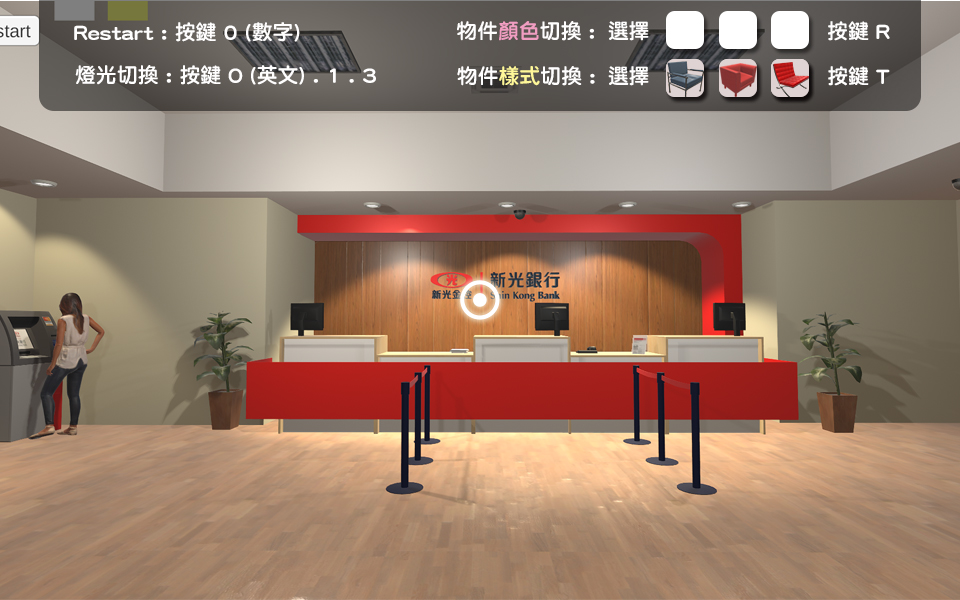 start
Restart : 按鍵 0 (數字)
物件顏色切換 : 選擇
按鍵 R
燈光切換 : 按鍵 O (英文) . 1 . 3
物件樣式切換 : 選擇
按鍵 T
新光銀行
新光金控
Shin Kong Bank